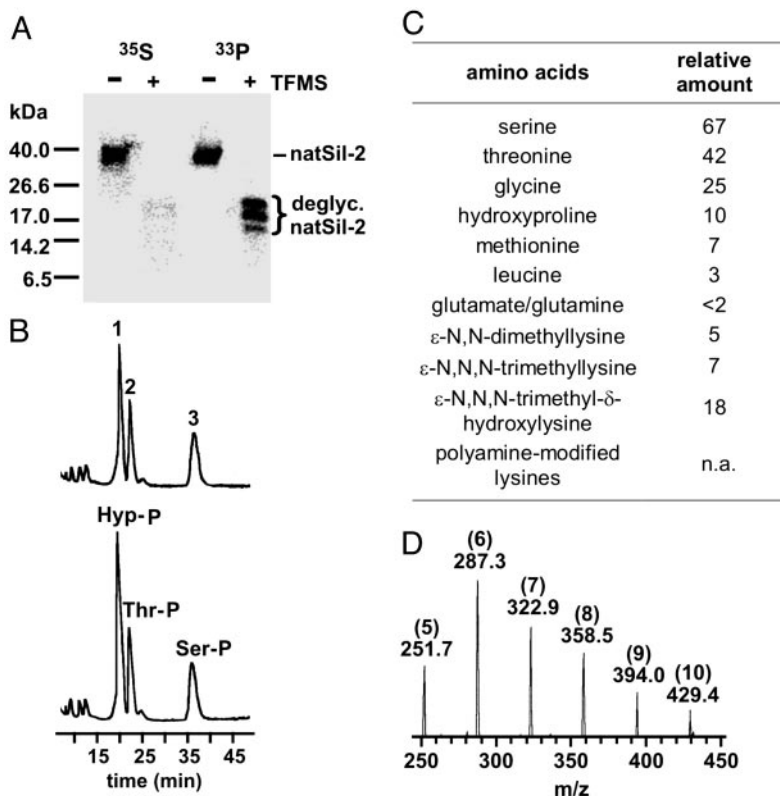 A
35S 33P
– + – + TFMS
kDa
40.0
26.6
17.0
14.2
6.5
natSil-2
deglyc.
natSil-2
B
1
2
3
Hyp-P
Thr-P
Ser-P
15 25 35 45
time (min)
C
amino acids relative amount
serine 67
threonine 42
glycine 25
hydroxyproline 10
methionine 7
leucine 3
glutamate/glutamine <2
ε-N,N-dimethyllysine 5
ε-N,N,N-trimethyllysine 7
ε-N,N,N-trimethyl-δ-
hydroxylysine 18
polyamine-modified
lysines n.a.
D
(5)
251.7
(6)
287.3
(7)
322.9
(8)
358.5
(9)
394.0
(10)
429.4
250 300 350 400 450
m/z